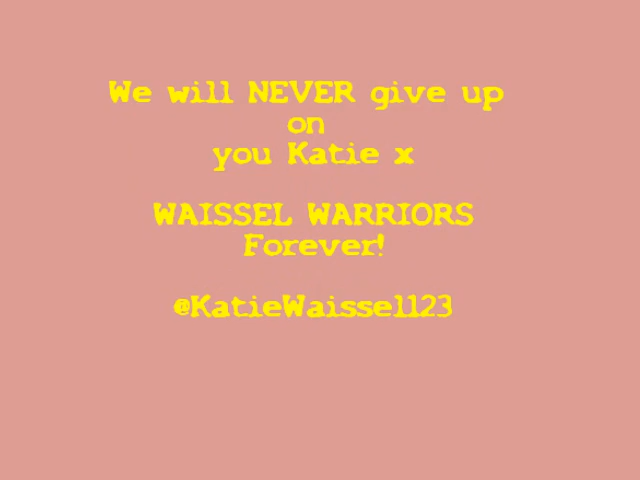 We will NEVER give up
on
you Katie x
WAISSEL WARRIORS
Forever!
@KatieWaissel123